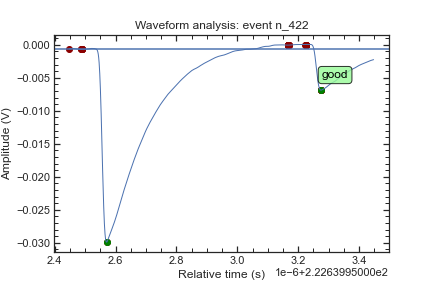 Waveform analysis: event n_422
0.000
−0.005
−0.010
−0.015
−0.020
−0.025
−0.030
Amplitude (V)
good
2.4 2.6 2.8 3.0 3.2 3.4
Relative time (s)
1e−6+2.2263995000e2